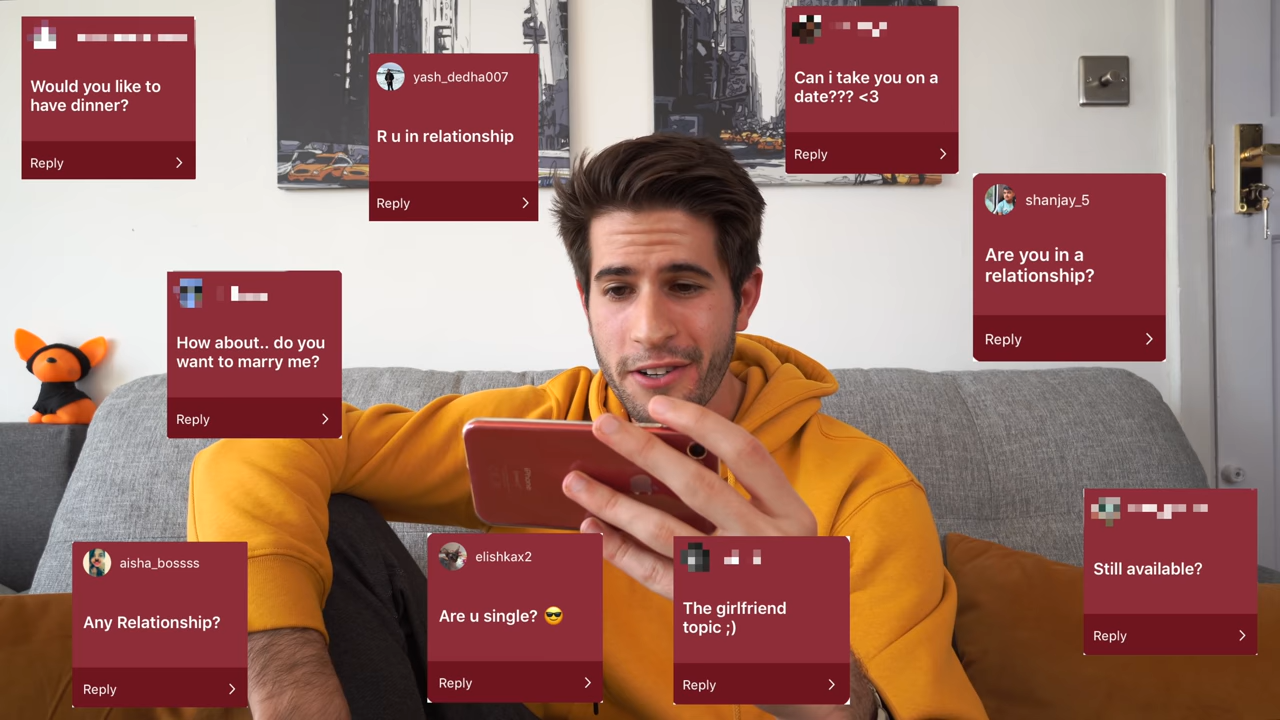 Would you like to
have dinner?
Reply
yash_dedha007
R u in relationship
Reply
Can i take you on a
date??? <3
Reply
shanjay_5
Are you in a
relationship?
Reply
How about.. do you
want to marry me?
Reply
iPhone
aisha_bossss
Any Relationship?
Reply
elishkax2
Are u single? 😎
Reply
The girlfriend
topic ;)
Reply
Still available?
Reply